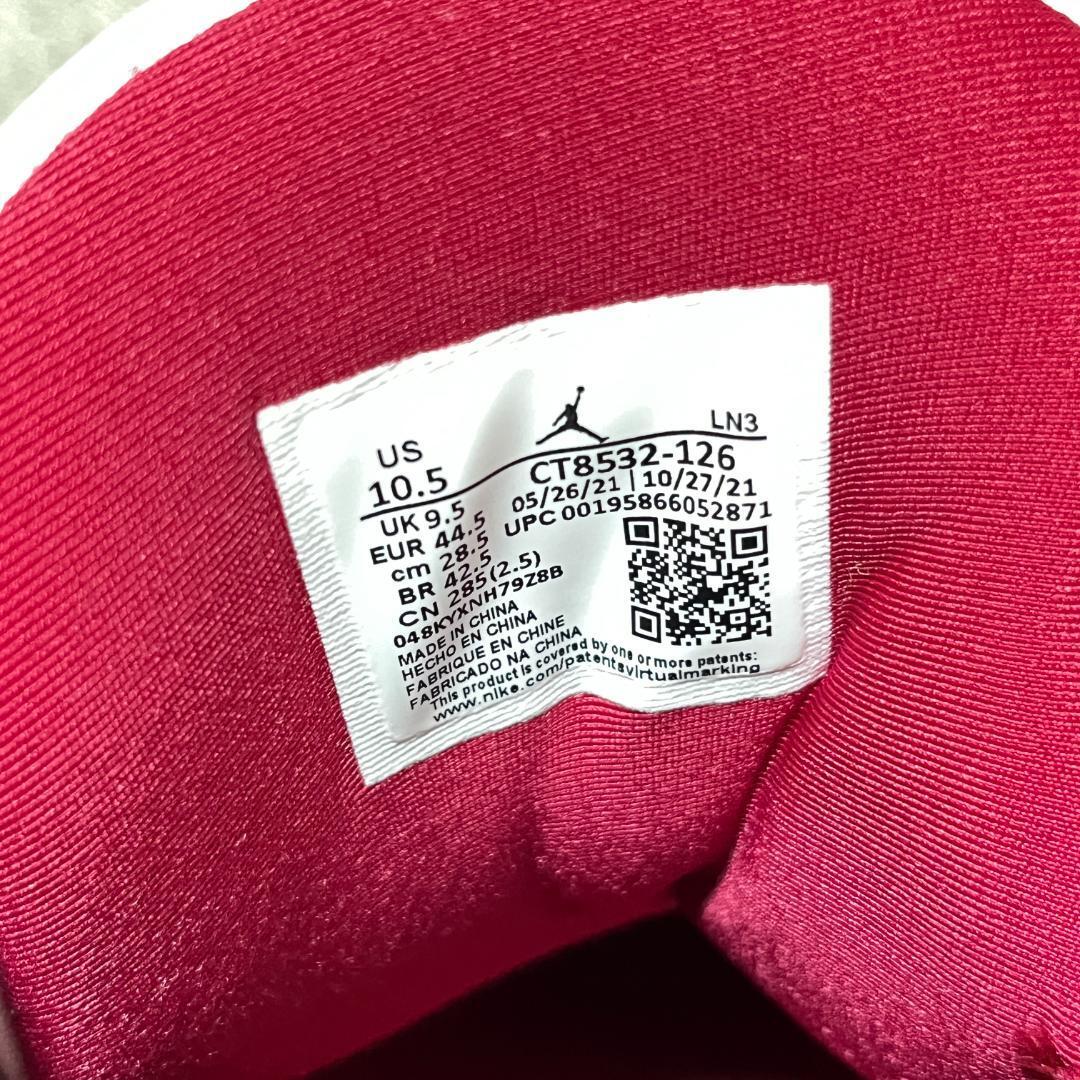 LN3
US
10.5
CT8532-126
05/26/21 | 10/27/21
UPC 00195866052871
UK 9.5
EUR 44.5
cm 28.5
BR 42.5
CN 285(2.5)
048KYXNH79Z8B
MADE IN CHINA
HECHO EN CHINA
FABRIQUE EN CHINE
FABRICADO NA CHINA
This product is covered by one or more patents:
www.nike.com/patentsvirtualmarking